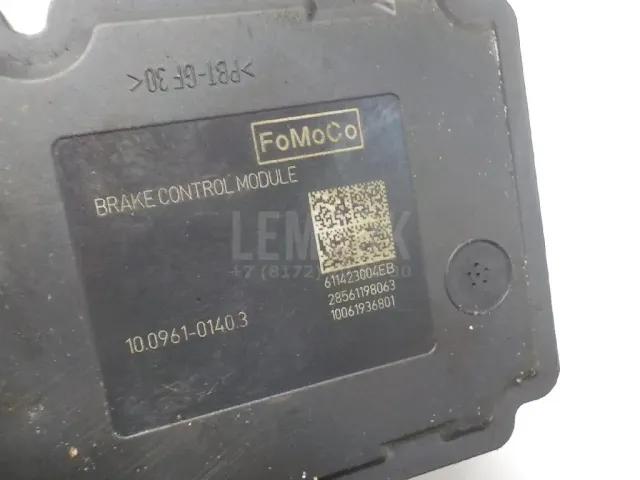 >PBT-GF30<
FoMoCo
BRAKE CONTROL MODULE
611423004EB
28561198063
10061936801
10.0961-0140.3